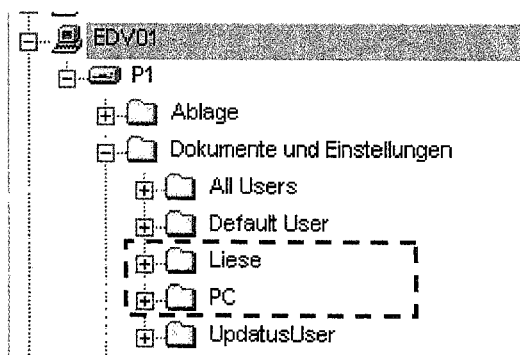 EDV01
P1
Ablage
Dokumente und Einstellungen
All Users
Default User
Liese
PC
UpdatusUser